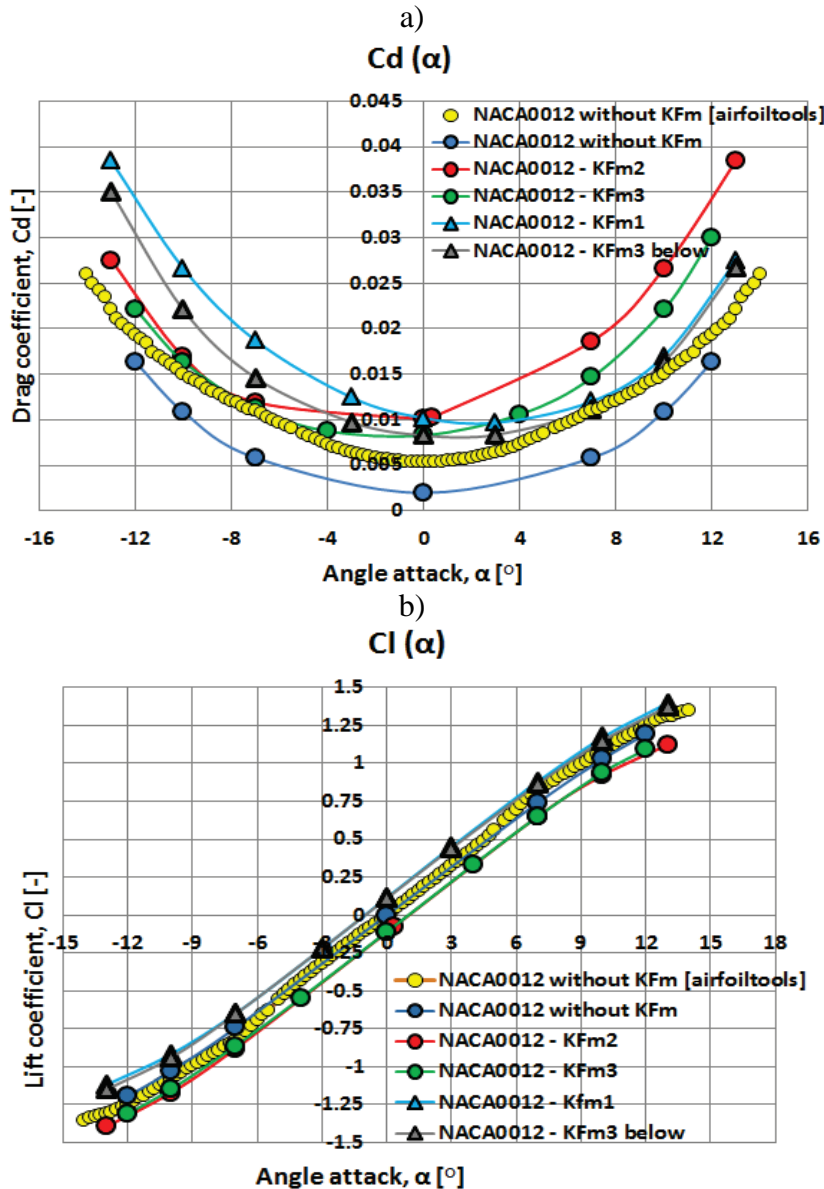 a)
Cd (α)
Drag coefficient, Cd [-]
0.045
0.04
0.035
0.03
0.025
0.02
0.015
0.01
0.005
0
NACA0012 without KFm [airfoiltools]
NACA0012 without KFm
NACA0012 - KFm2
NACA0012 - KFm3
NACA0012 - KFm1
NACA0012 - KFm3 below
-16 -12 -8 -4 0 4 8 12 16
Angle attack, α [°]
b)
Cl (α)
Lift coefficient, Cl [-]
1.5
1.25
1
0.75
0.5
0.25
0
-15 -12 -9 -6 0 3 6 9 12 15 18
-0.5
-0.75
-1
-1.25
-1.5
NACA0012 without KFm [airfoiltools]
NACA0012 without KFm
NACA0012 - KFm2
NACA0012 - KFm3
NACA0012 - Kfm1
NACA0012 - KFm3 below
Angle attack, α [°]